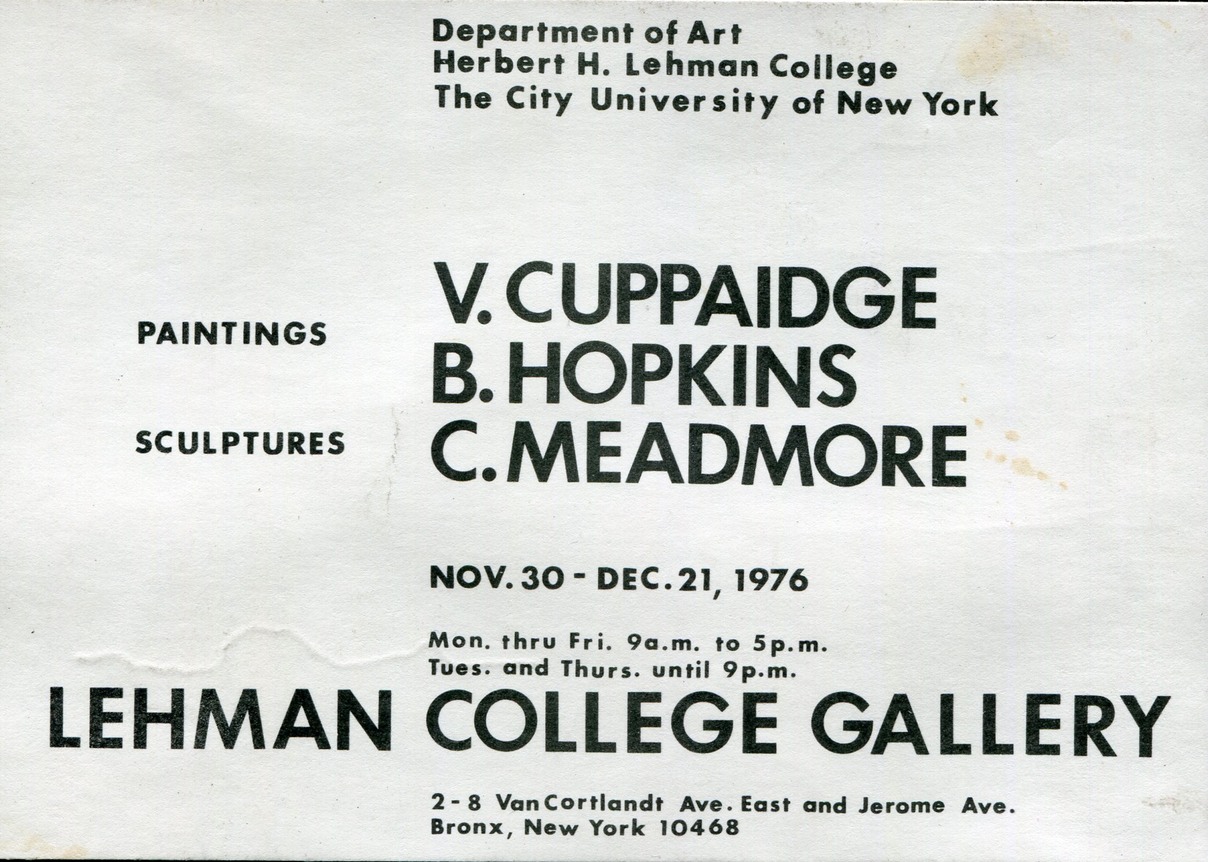 Department of Art
Herbert H. Lehman College
The City University of New York
V. CUPPAIDGE
PAINTINGS
B. HOPKINS
SCULPTURES
C. MEADMORE
NOV. 30 - DEC. 21, 1976
Mon. thru Fri. 9a.m. to 5p.m.
Tues. and Thurs. until 9p.m.
LEHMAN COLLEGE GALLERY
2-8 VanCortlandt Ave. East and Jerome Ave.
Bronx, New York 10468